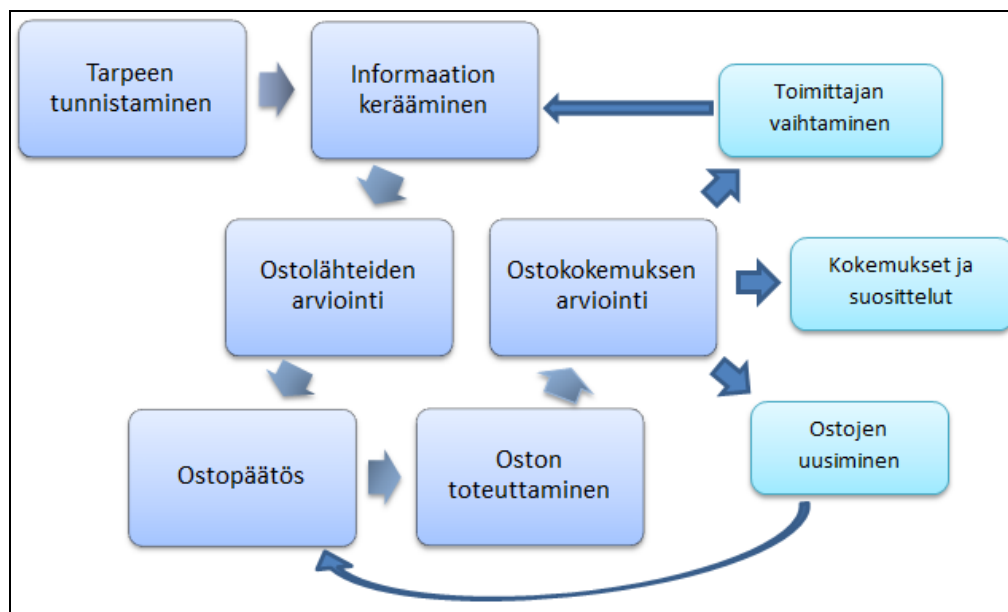 Tarpeen
tunnistaminen
Informaation
kerääminen
Toimittajan
vaihtaminen
Ostolähteiden
arviointi
Ostokokemuksen
arviointi
Kokemukset ja
suosittelut
Ostopäätös
Oston
toteuttaminen
Ostojen
uusiminen